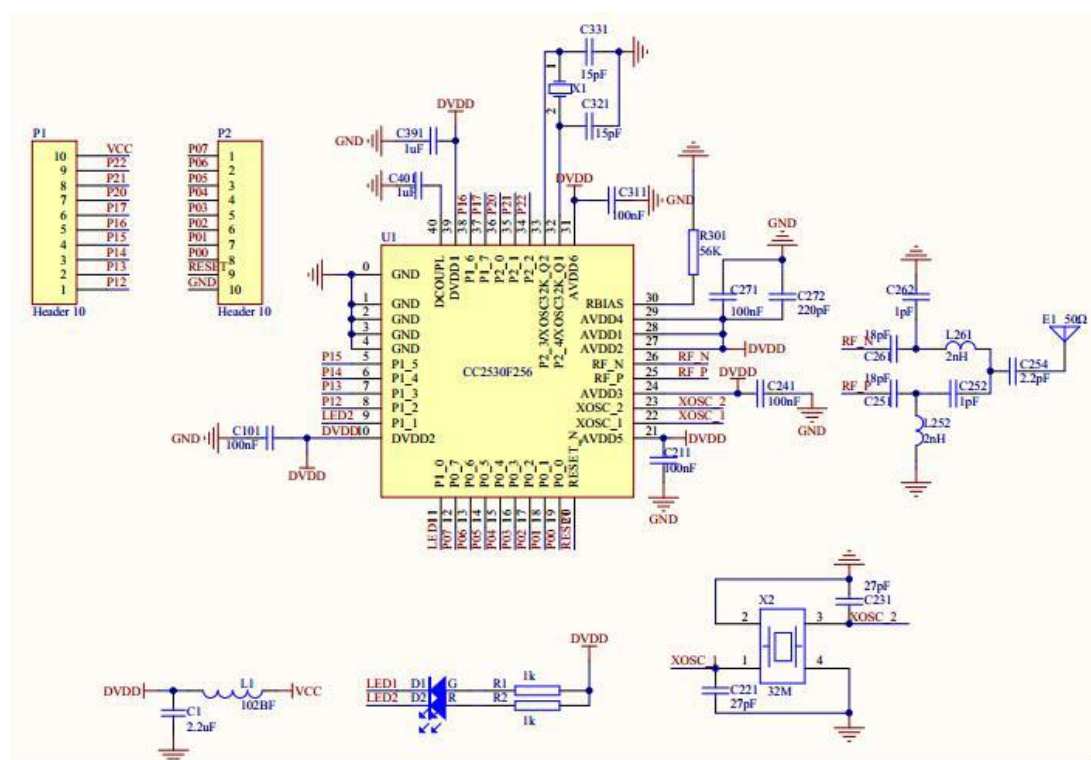 P1
10 VCC
9 P22
8 P21
7 P20
6 P17
5 P16
4 P15
3 P14
2 P13
1 P12
Header 10
P2
P07 1
P06 2
P05 3
P04 4
P03 5
P02 6
P01 7
P00 8
RESET 9
GND 10
Header 10
DVDD
GND
C391
1uF
C401
1uF
C331
15pF
1
X1
2
C321
15pF
DVDD
C311
100nF
GND
P16
P17
P20
P21
P22
40
39
38
37
36
35
34
33
32
31
U1
DCOUPL
DVDD1
P1_6
P1_7
P2_0
P2_1
P2_2
P2_3/XOSC32K_Q2
P2_4/XOSC32K_Q1
AVDD6
0 GND
1 GND
2 GND
3 GND
4 GND
P15 5 P1_5
P14 6 P1_4
P13 7 P1_3
P12 8 P1_2
LED2 9 P1_1
DVDD 10 DVDD2
CC2530F256
RBIAS 30
AVDD4 29
AVDD1 28
AVDD2 27 DVDD
RF_N 26 RF_N
RF_P 25 RF_P
AVDD3 24
XOSC_2 23 XOSC_2
XOSC_1 22 XOSC_1
AVDD5 21 DVDD
P1_0
P0_7
P0_6
P0_5
P0_4
P0_3
P0_2
P0_1
P0_0
RESET_N
11
12
13
14
15
16
17
18
19
20
LED1
P07
P06
P05
P04
P03
P02
P01
P00
GND
C101
100nF
DVDD
R301
56K
GND
C271
100nF
C272
220pF
DVDD
C241
100nF
GND
C211
100nF
GND
C262
1pF
RF_N
18pF
C261
L261
2nH
E1 50Ω
C254
2.2pF
RF_P
18pF
C251
C252
1pF
L252
2nH
27pF
C231
X2
2
3
XOSC_2
XOSC_1
1
4
C221
27pF
32M
DVDD
L1
102BF
VCC
C1
2.2uF
DVDD
LED1 D1 G R1 1k
LED2 D2 R R2 1k